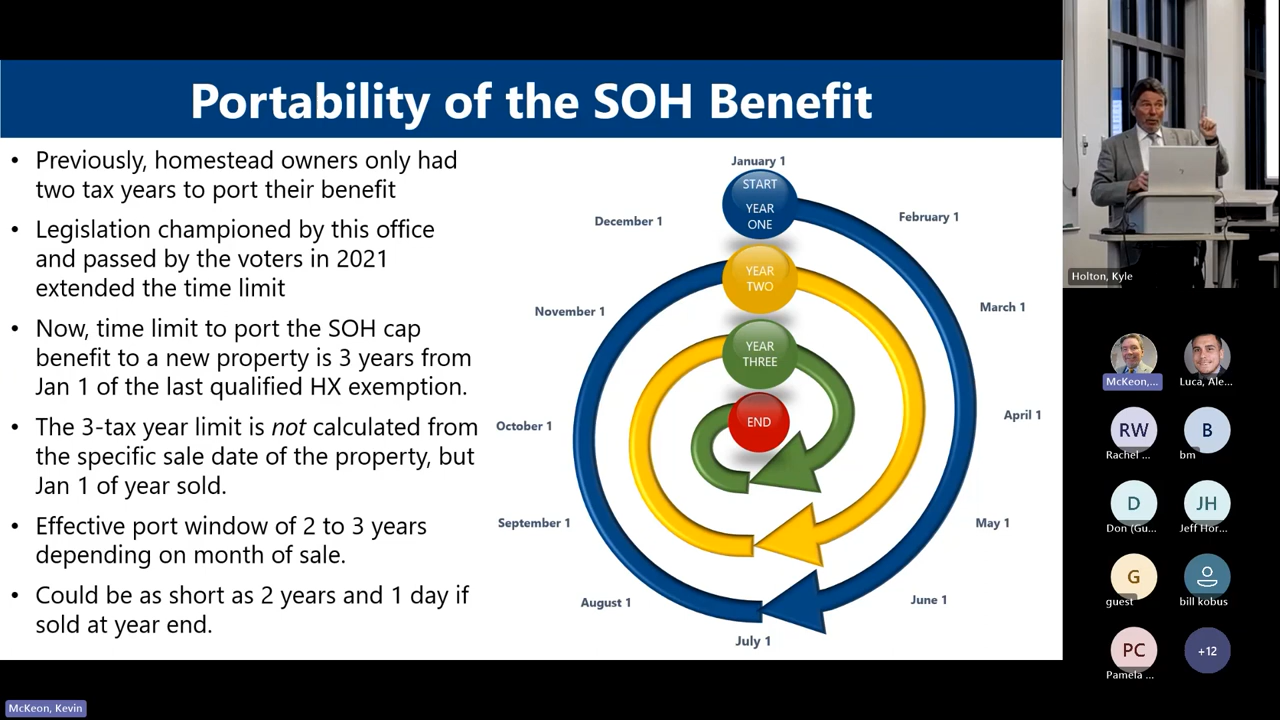 Portability of the SOH Benefit
• Previously, homestead owners only had
two tax years to port their benefit
• Legislation championed by this office
and passed by the voters in 2021
extended the time limit
• Now, time limit to port the SOH cap
benefit to a new property is 3 years from
Jan 1 of the last qualified HX exemption.
• The 3-tax year limit is not calculated from
the specific sale date of the property, but
Jan 1 of year sold.
• Effective port window of 2 to 3 years
depending on month of sale.
• Could be as short as 2 years and 1 day if
sold at year end.
January 1
START
YEAR
ONE
December 1
February 1
YEAR
TWO
November 1
March 1
YEAR
THREE
October 1
April 1
END
September 1
May 1
August 1
June 1
July 1
Holton, Kyle
McKeon,...
Luca, Ale...
RW
Rachel ...
B
bm
D
Don (Gu...
JH
Jeff Hor...
G
guest
bill kobus
PC
Pamela ...
+12
McKeon, Kevin